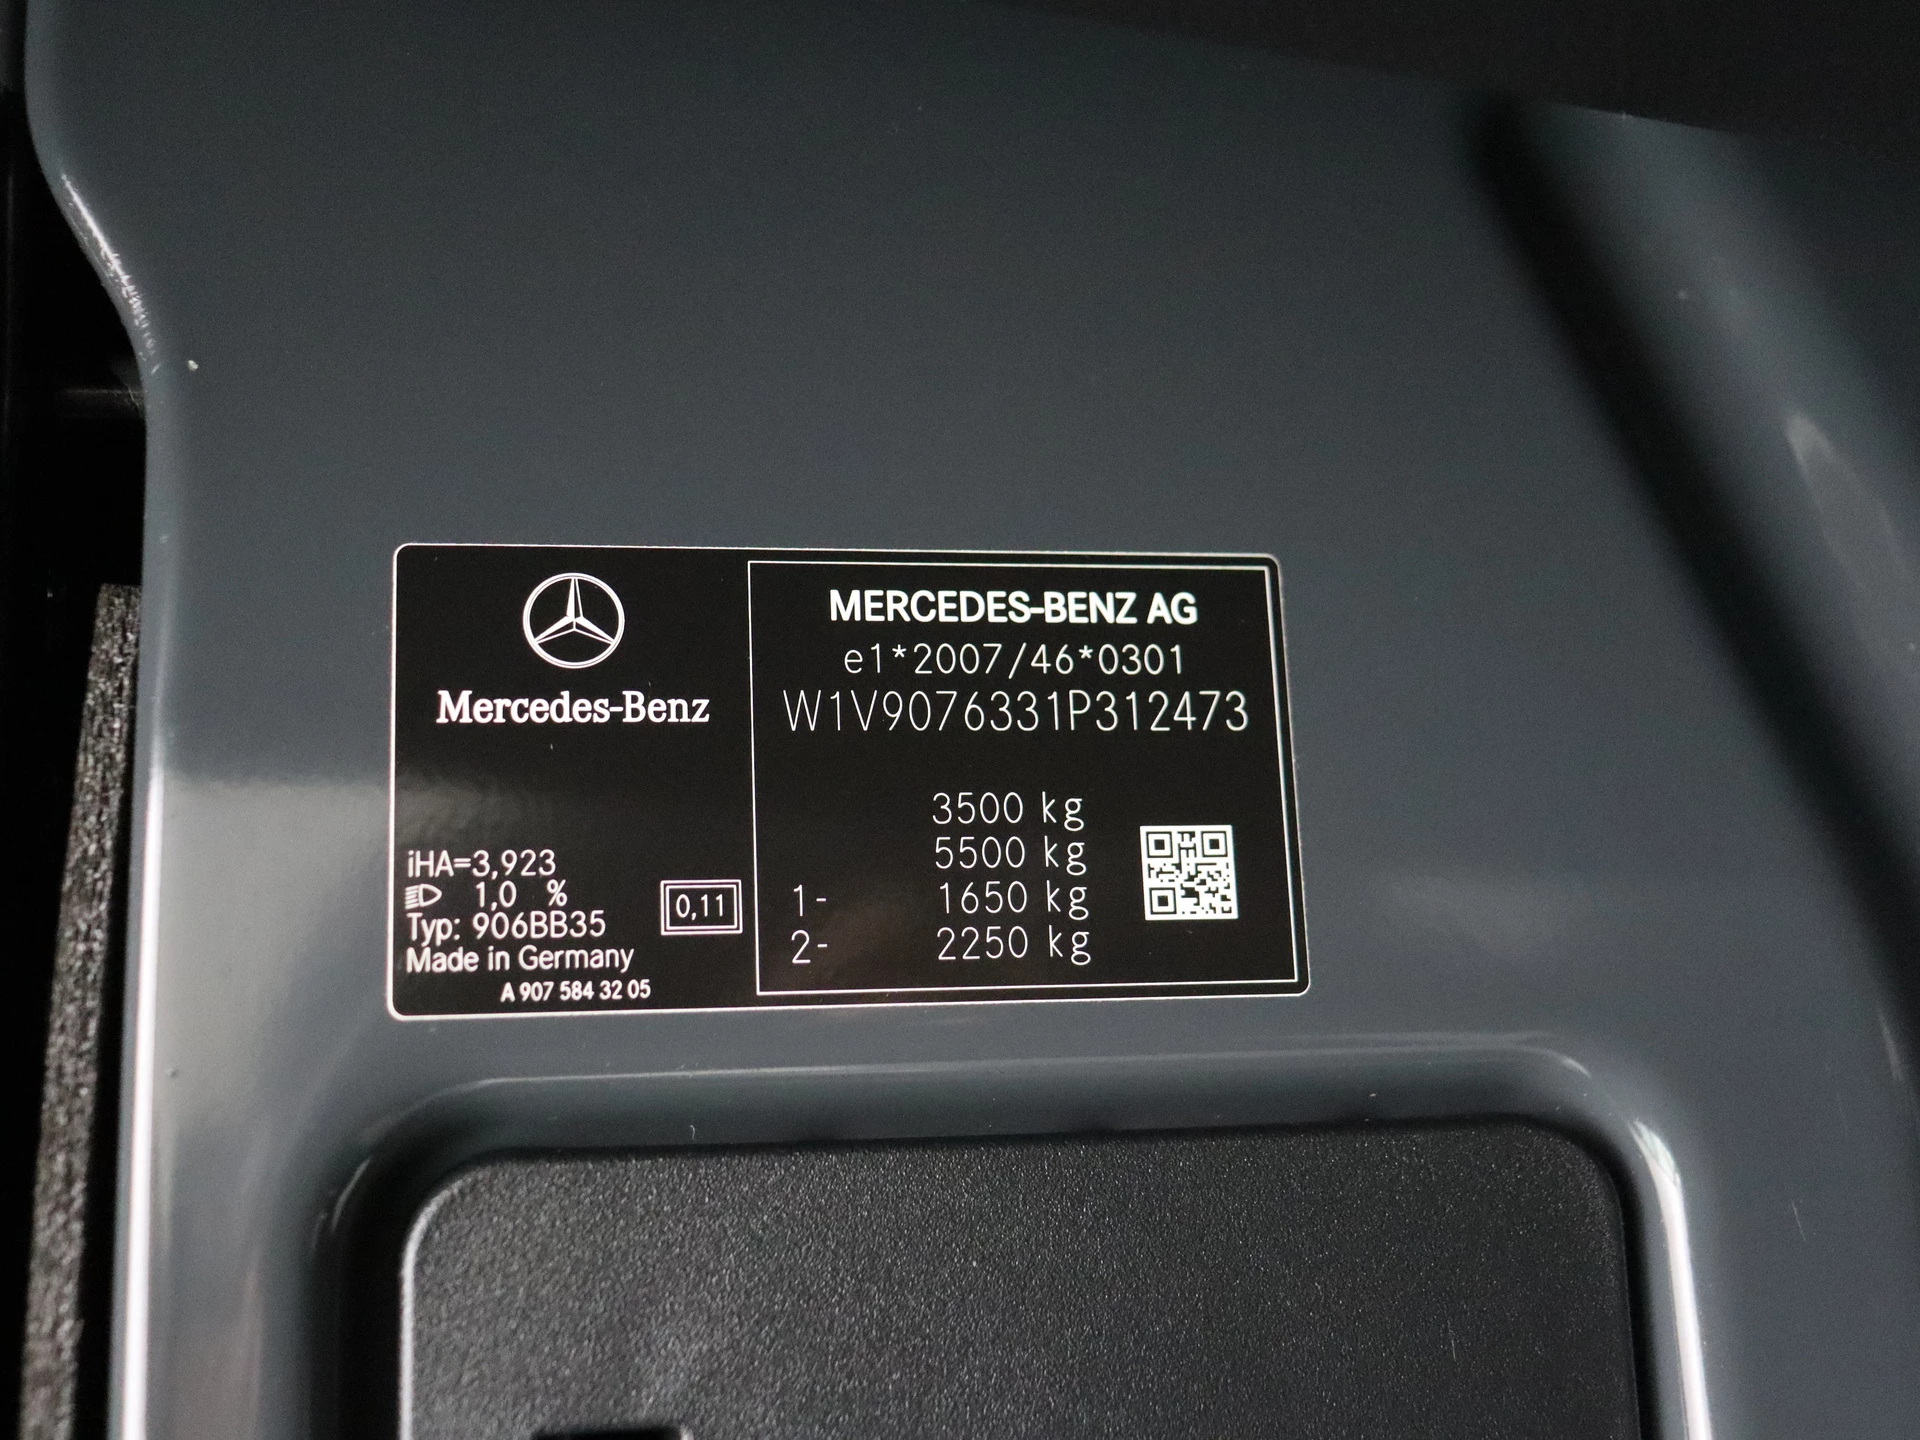 Mercedes-Benz
iHA=3,923
1,0 %
Typ: 906BB35
Made in Germany
A 907 584 32 05
0,11
MERCEDES-BENZ AG
e1*2007/46*0301
W1V9076331P312473
3500 kg
5500 kg
1- 1650 kg
2- 2250 kg